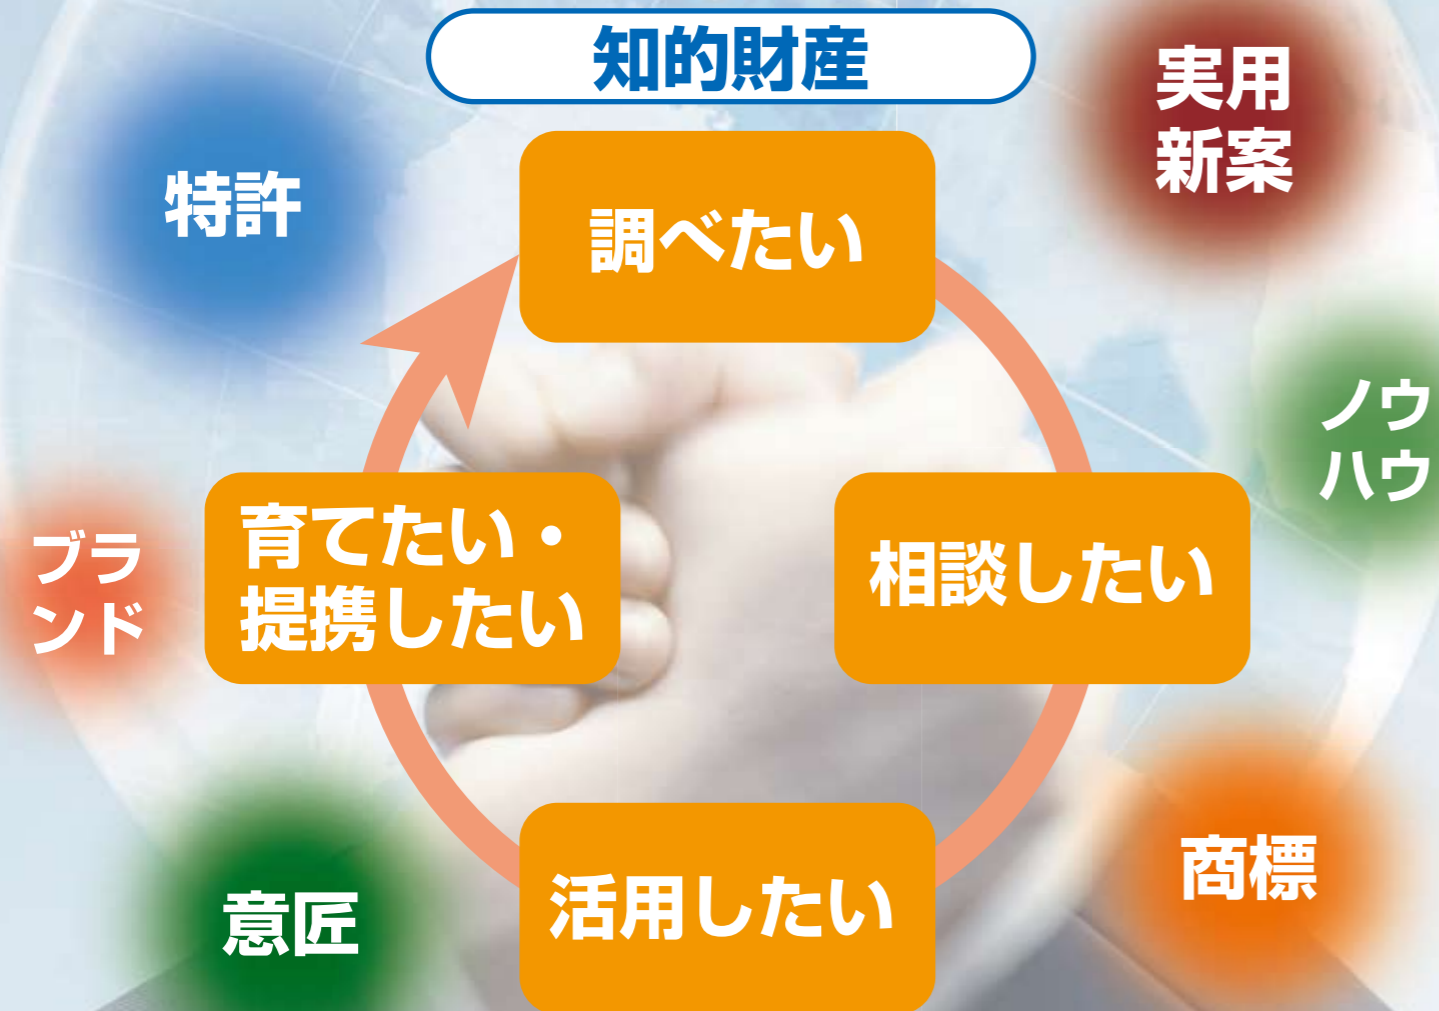 知的財産
実用
新案
特許
調べたい
ノウ
ハウ
育てたい・
提携したい
相談したい
ブラ
ンド
商標
意匠
活用したい